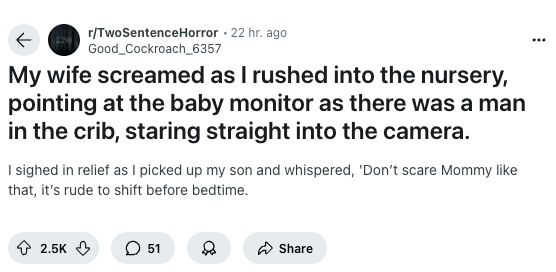 r/TwoSentenceHorror • 22 hr. ago
Good_Cockroach_6357
My wife screamed as I rushed into the nursery,
pointing at the baby monitor as there was a man
in the crib, staring straight into the camera.
I sighed in relief as I picked up my son and whispered, 'Don’t scare Mommy like
that, it’s rude to shift before bedtime.
2.5K 51 Share